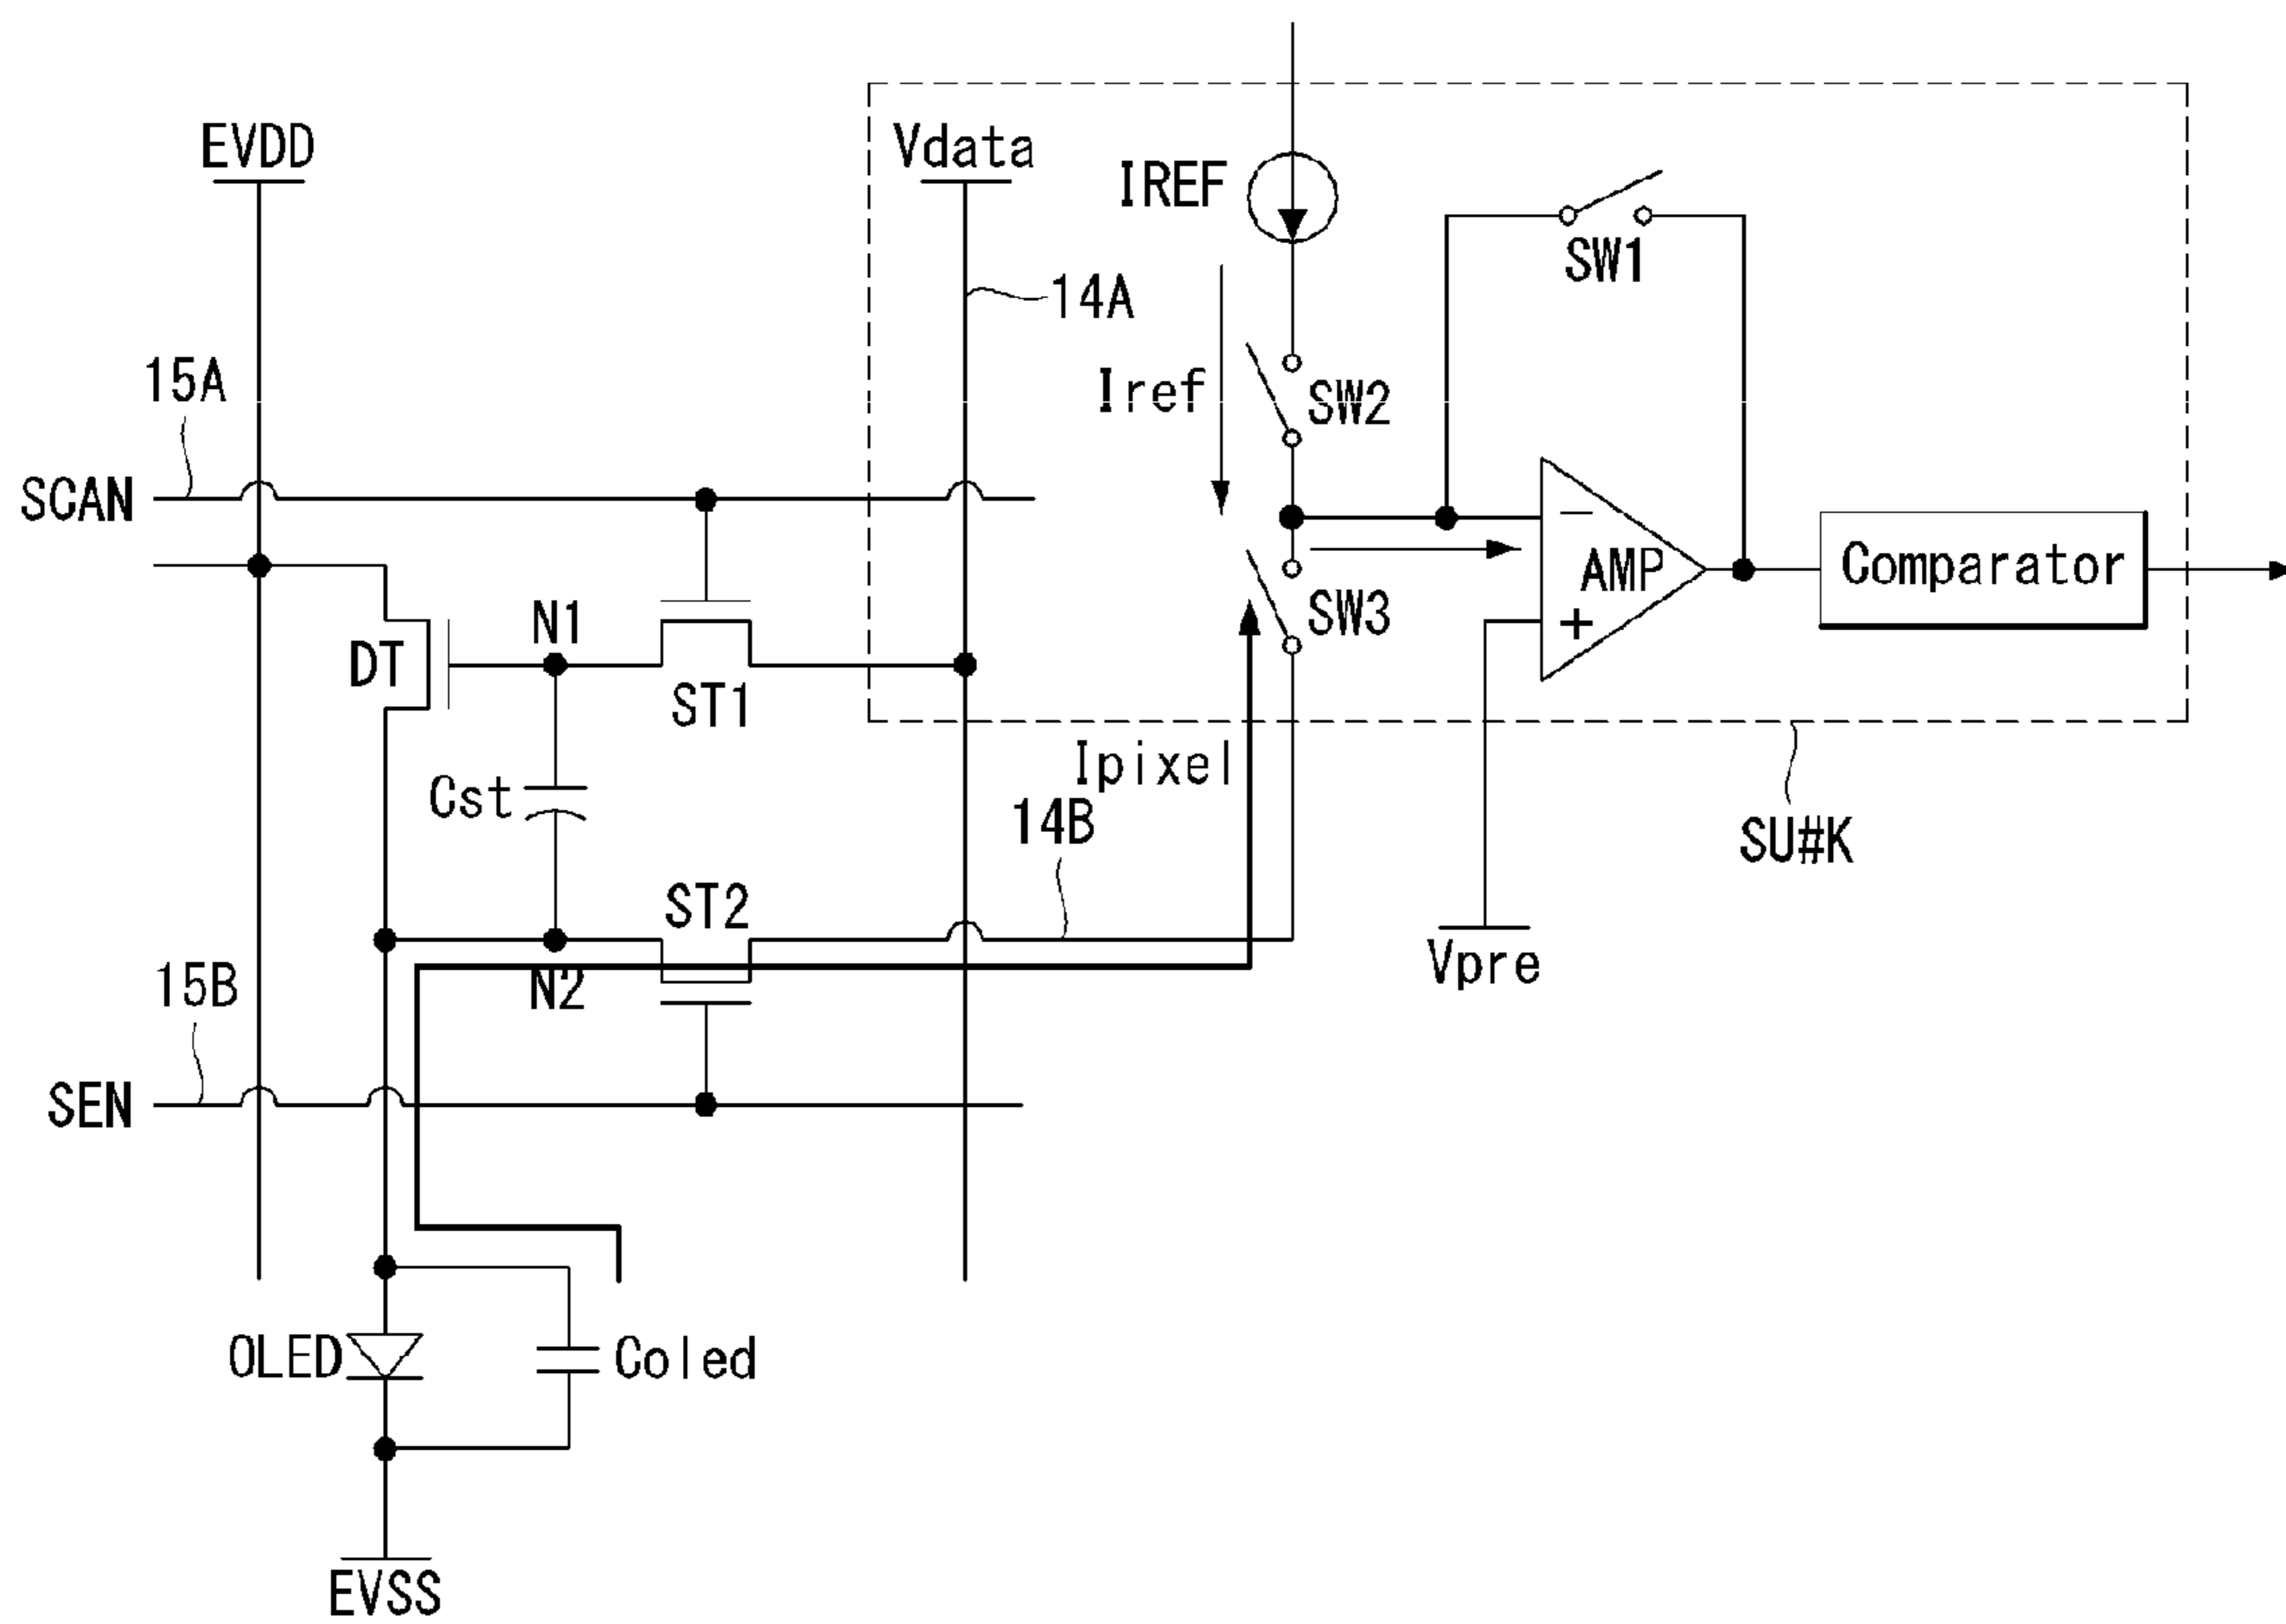 EVDD
Vdata
IREF
SW1
14A
15A
Iref
SW2
SCAN
−
AMP
+
Comparator
N1
SW3
DT
ST1
Ipixel
Cst
14B
SU#K
ST2
N2
Vpre
15B
SEN
OLED
Coled
EVSS